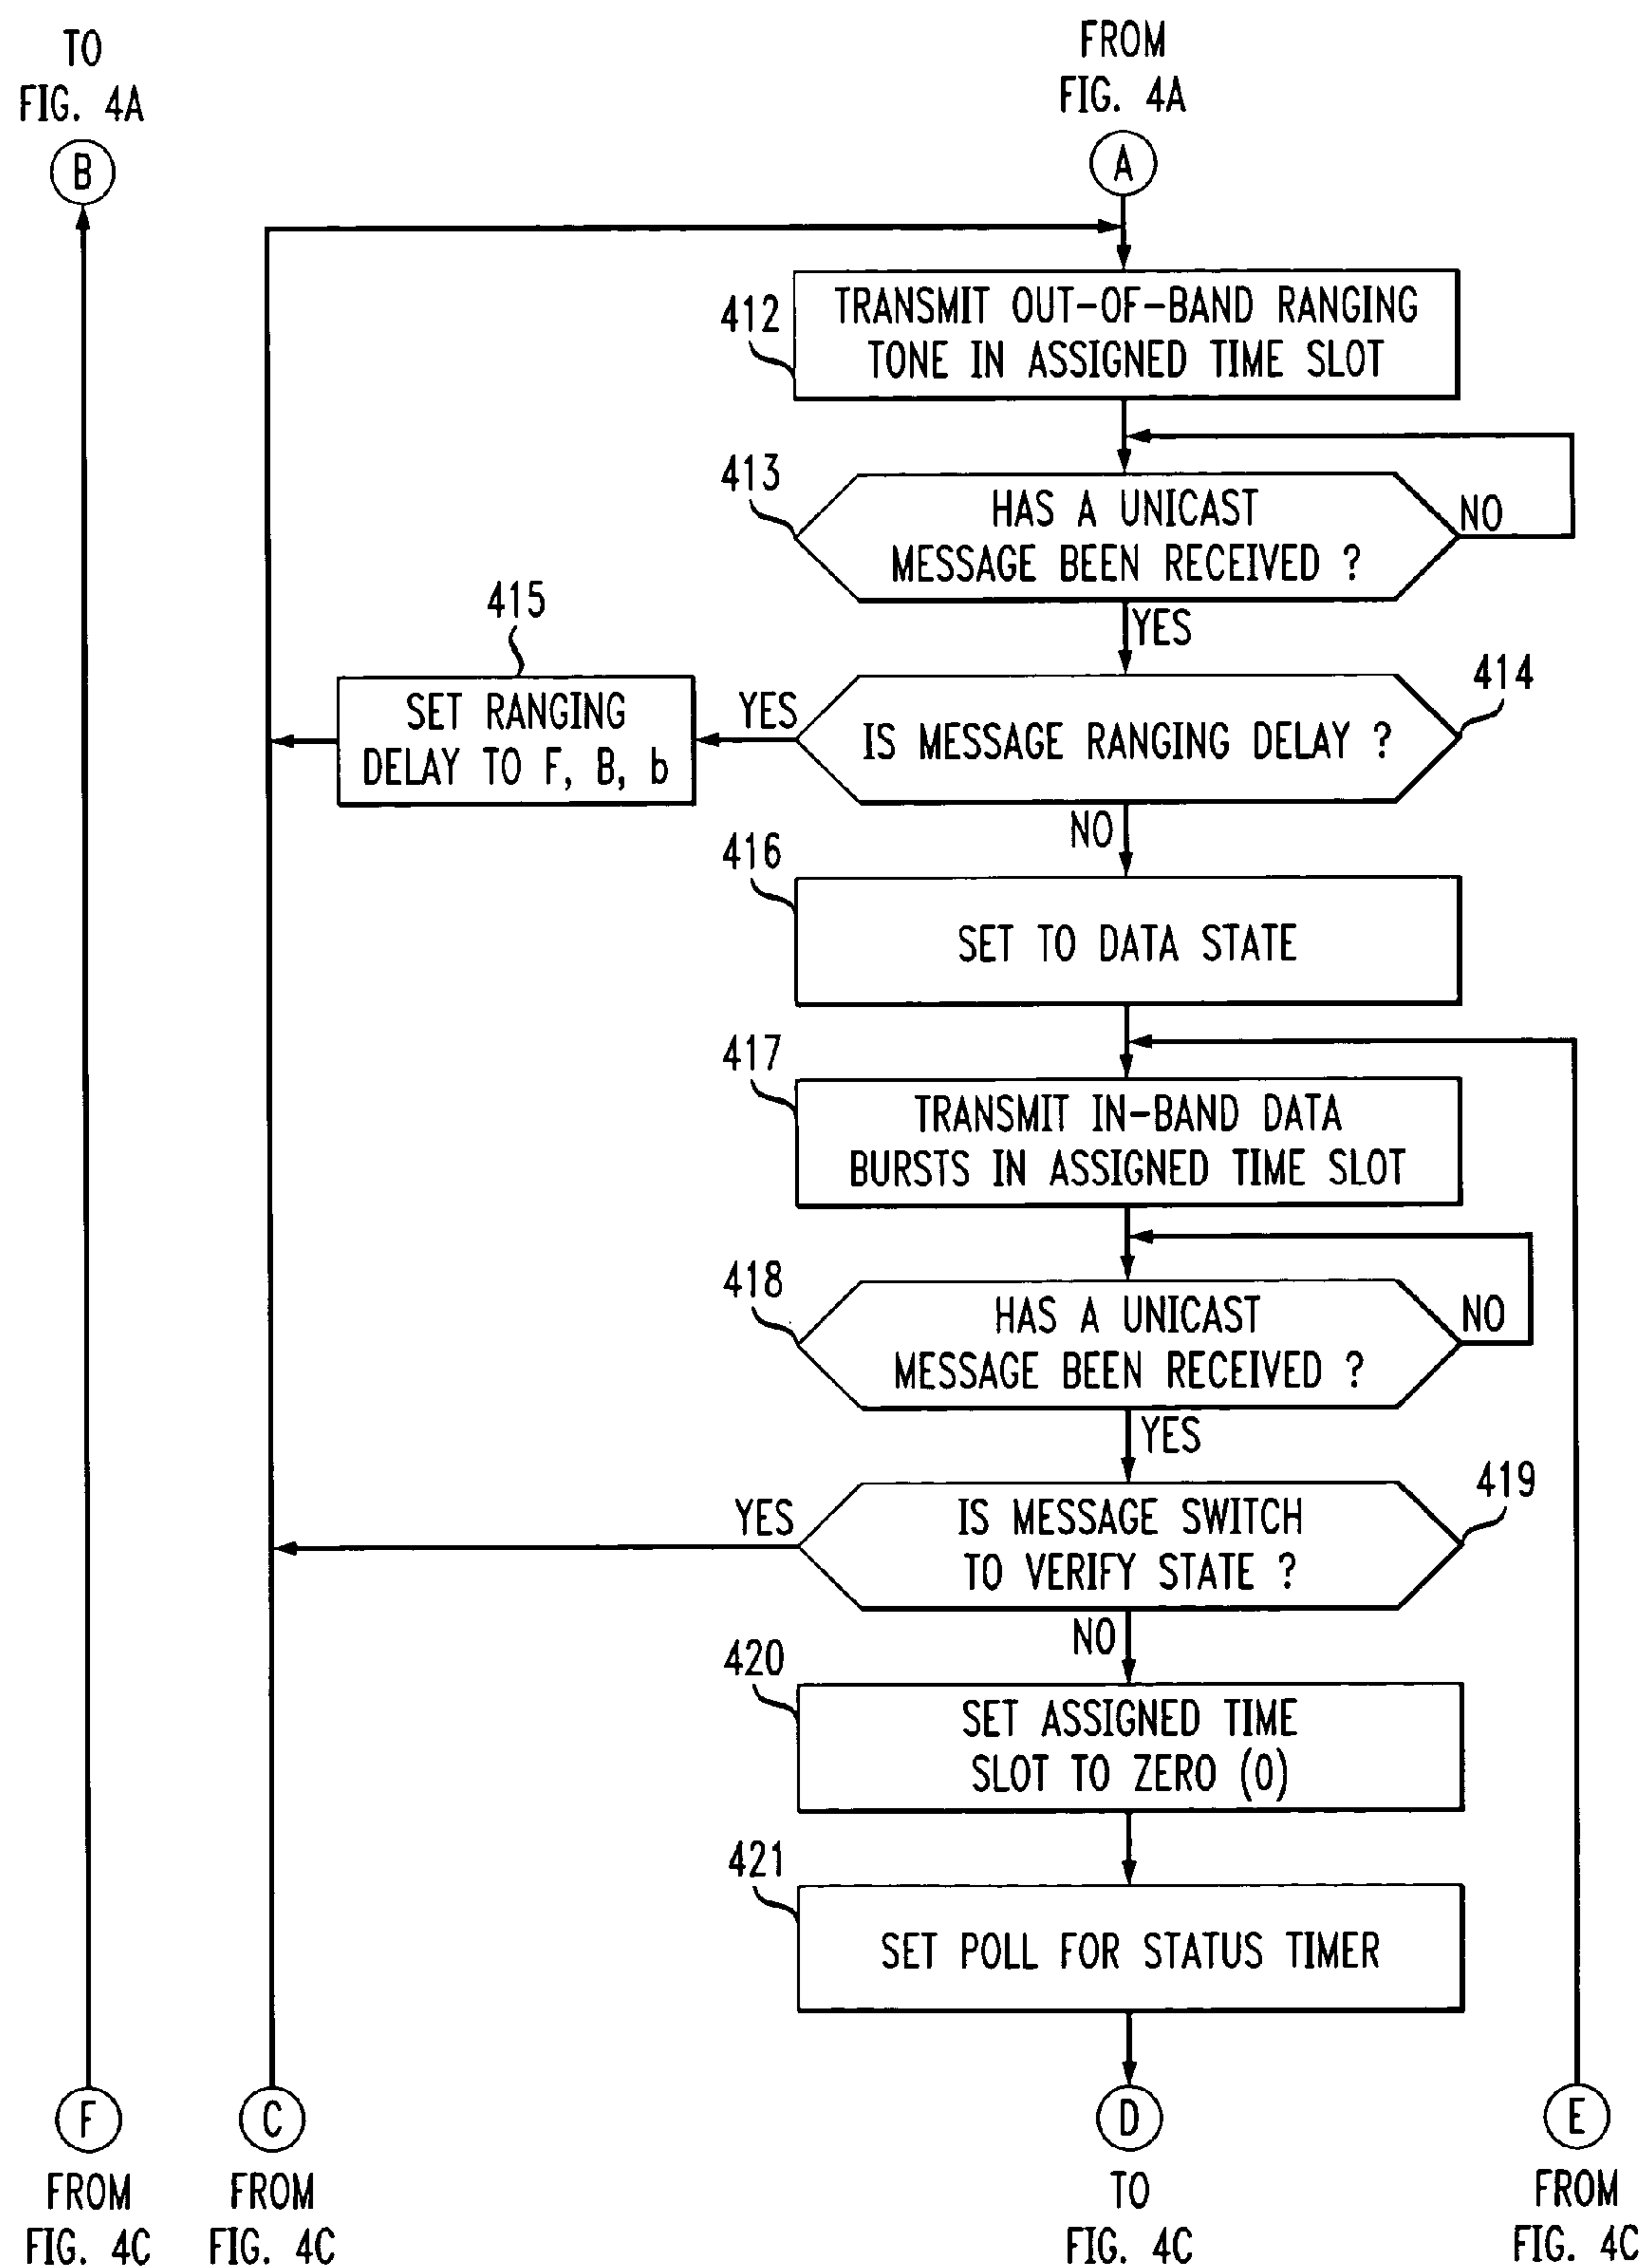 TO
FIG. 4A
B
FROM
FIG. 4A
A
412
TRANSMIT OUT-OF-BAND RANGING
TONE IN ASSIGNED TIME SLOT
413
HAS A UNICAST
MESSAGE BEEN RECEIVED ?
NO
YES
415
SET RANGING
DELAY TO F, B, b
YES
414
IS MESSAGE RANGING DELAY ?
NO
416
SET TO DATA STATE
417
TRANSMIT IN-BAND DATA
BURSTS IN ASSIGNED TIME SLOT
418
HAS A UNICAST
MESSAGE BEEN RECEIVED ?
NO
YES
419
YES
IS MESSAGE SWITCH
TO VERIFY STATE ?
NO
420
SET ASSIGNED TIME
SLOT TO ZERO (0)
421
SET POLL FOR STATUS TIMER
F
FROM
FIG. 4C
C
FROM
FIG. 4C
D
TO
FIG. 4C
E
FROM
FIG. 4C